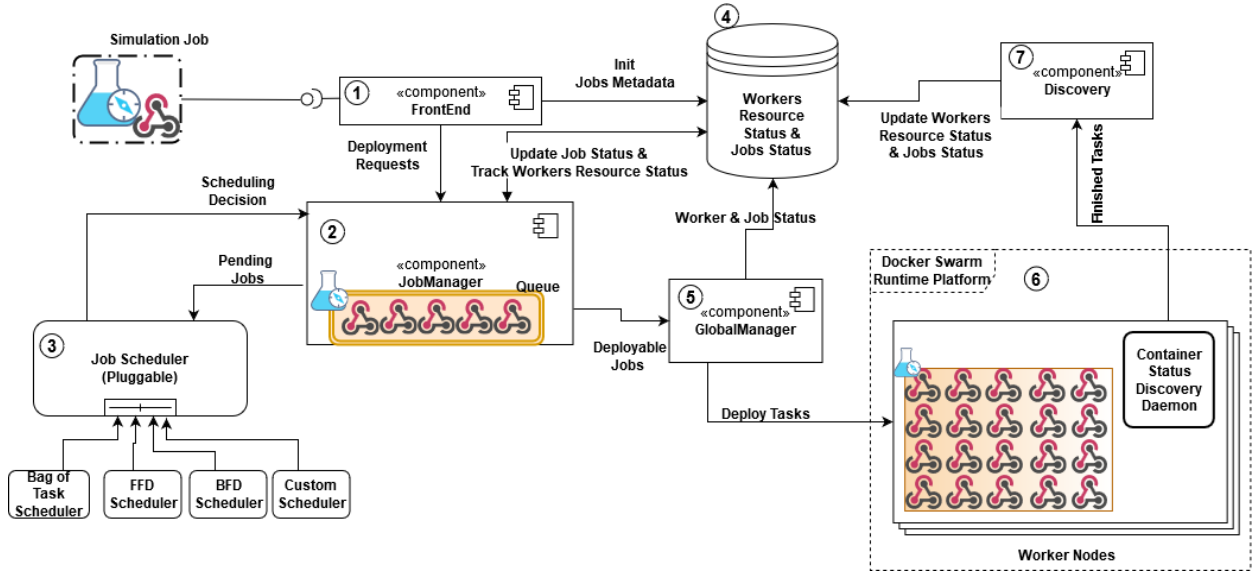 Simulation Job
1
«component»
FrontEnd
Init
Jobs Metadata
4
Workers
Resource
Status &
Jobs Status
7
«component»
Discovery
Update Workers
Resource Status
& Jobs Status
Deployment
Requests
Update Job Status &
Track Workers Resource Status
Finished Tasks
Scheduling
Decision
2
«component»
JobManager
Queue
Worker & Job Status
Pending
Jobs
5
«component»
GlobalManager
Deployable
Jobs
Docker Swarm
Runtime Platform
6
3
Job Scheduler
(Pluggable)
Container
Status
Discovery
Daemon
Deploy Tasks
Bag of
Task
Scheduler
FFD
Scheduler
BFD
Scheduler
Custom
Scheduler
Worker Nodes